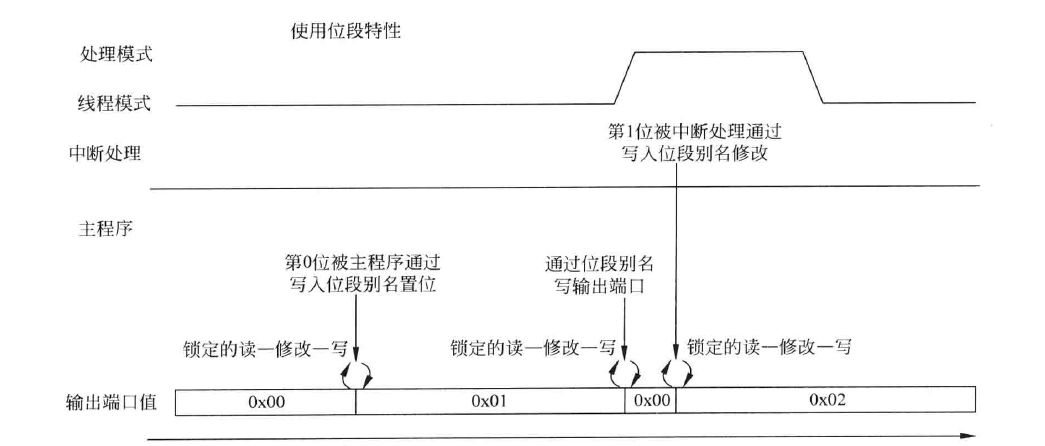 使用位段特性
处理模式
线程模式
第1位被中断处理通过
写入位段别名修改
中断处理
主程序
第0位被主程序通过
写入位段别名置位
通过位段别名
写输出端口
锁定的读—修改—写
锁定的读—修改—写
锁定的读—修改—写
输出端口值
0x00
0x01
0x00
0x02